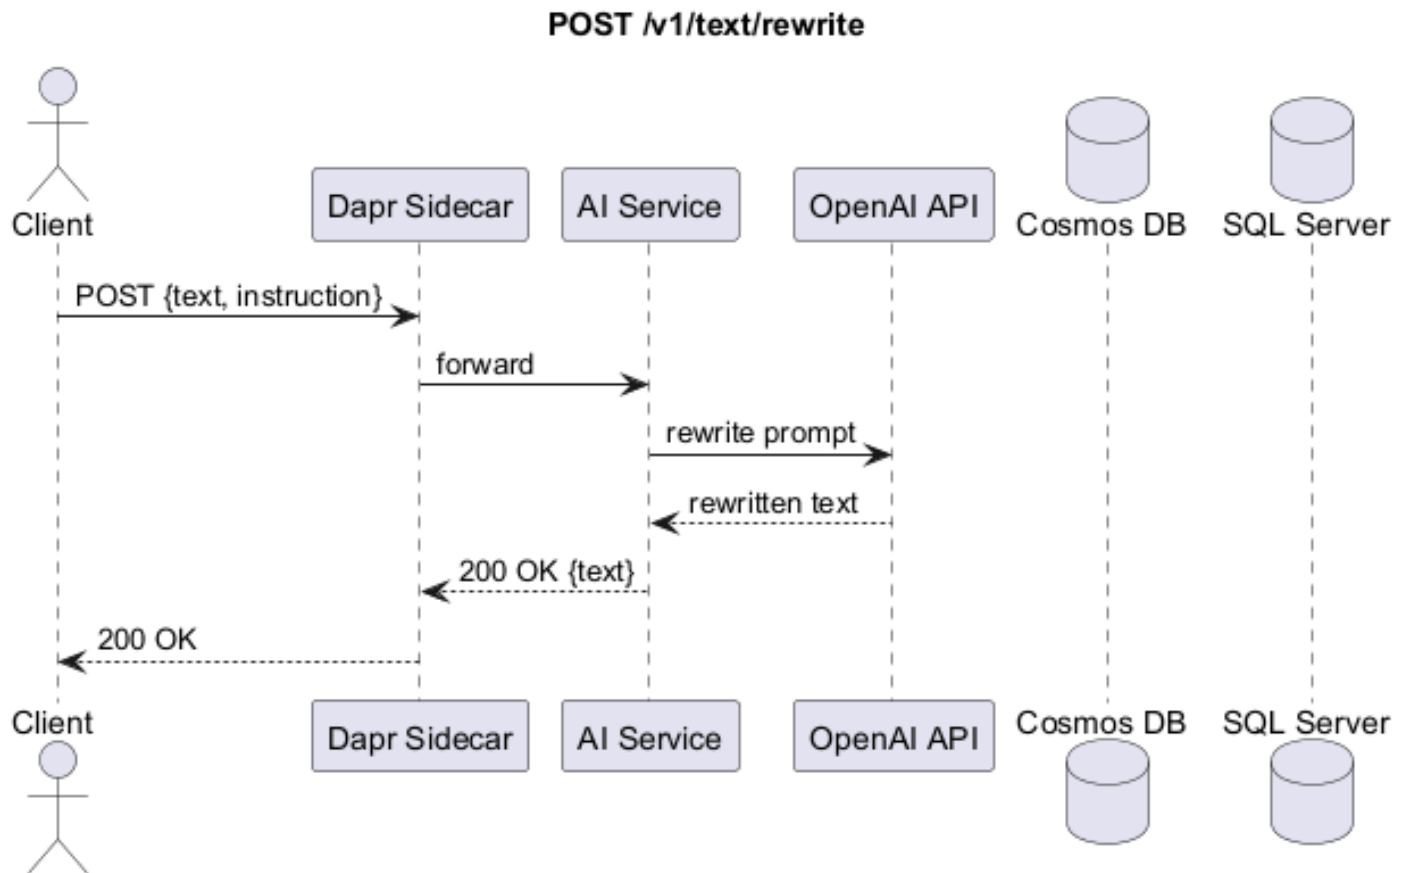 POST /v1/text/rewrite
Client
Dapr Sidecar
AI Service
OpenAI API
Cosmos DB
SQL Server
POST {text, instruction}
forward
rewrite prompt
rewritten text
200 OK {text}
200 OK
Client
Dapr Sidecar
AI Service
OpenAI API
Cosmos DB
SQL Server